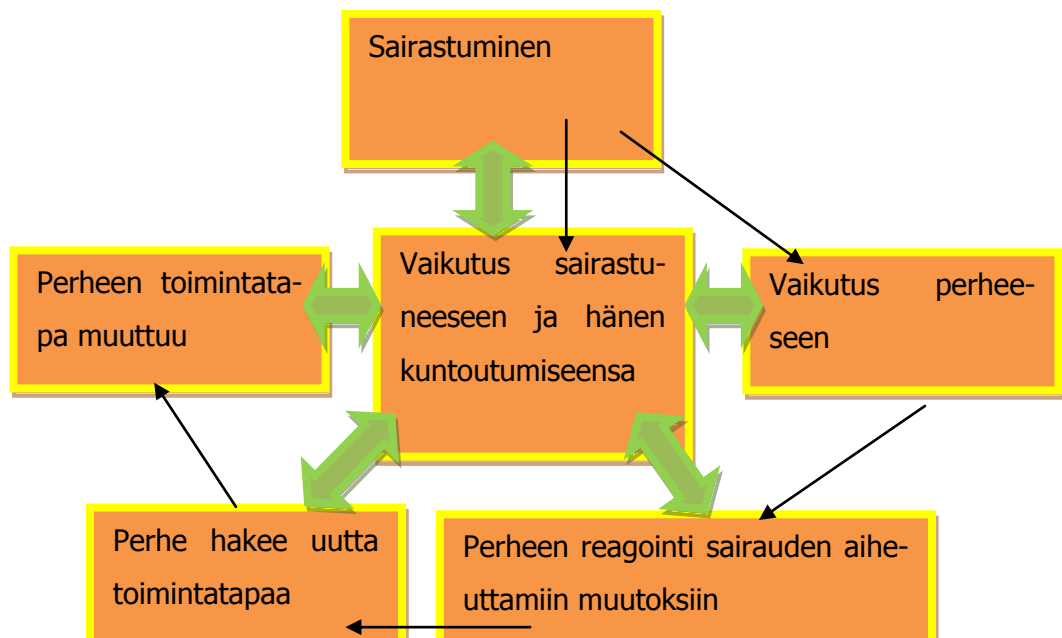 Sairastuminen
Vaikutus sairastu-
neeseen ja hänen
kuntoutumiseensa
Perheen toimintata-
pa muuttuu
Vaikutus perhee-
seen
Perhe hakee uutta
toimintatapaa
Perheen reagointi sairauden aihe-
uttamiin muutoksiin